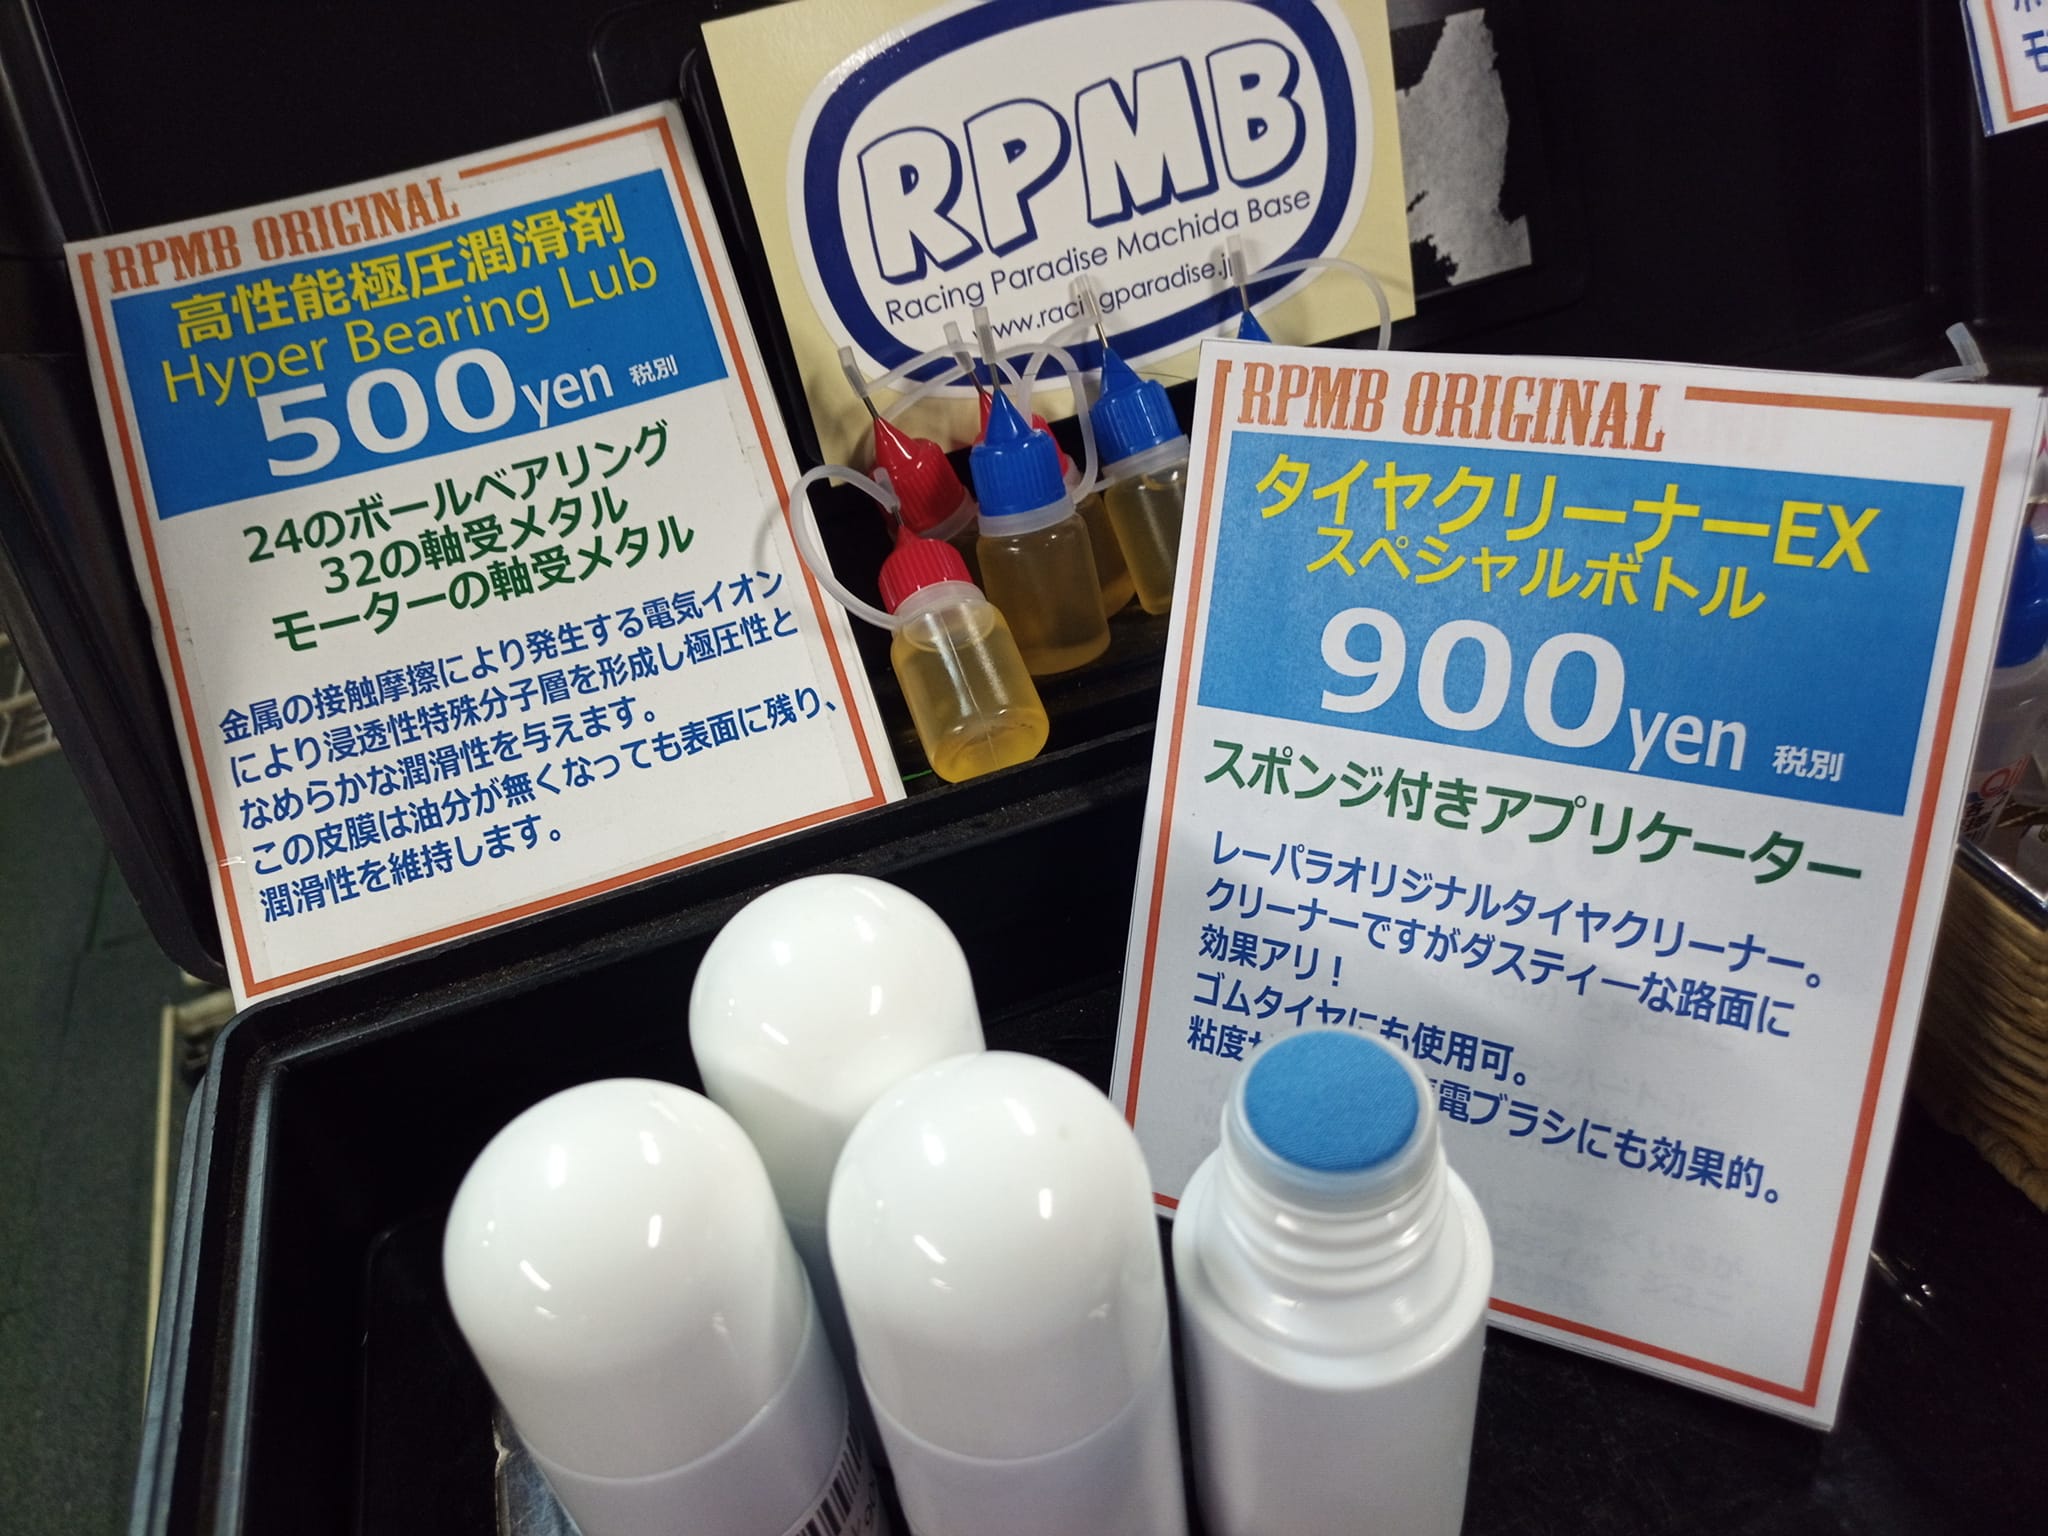 RPMB
Racing Paradise Machida Base
www.racingparadise.j
RPMB ORIGINAL
高性能極圧潤滑剤
Hyper Bearing Lub
500yen 税別
24のボールベアリング
32の軸受メタル
モーターの軸受メタル
金属の接触摩擦により発生する電気イオン
により浸透性特殊分子層を形成し極圧性と
なめらかな潤滑性を与えます。
この皮膜は油分が無くなっても表面に残り、
潤滑性を維持します。
RPMB ORIGINAL
タイヤクリーナーEX
スペシャルボトル
900yen 税別
スポンジ付きアプリケーター
レーパラオリジナルタイヤクリーナー。
クリーナーですがダスティーな路面に
効果アリ！
ゴムタイヤにも使用可。
粘度
電ブラシにも効果的。